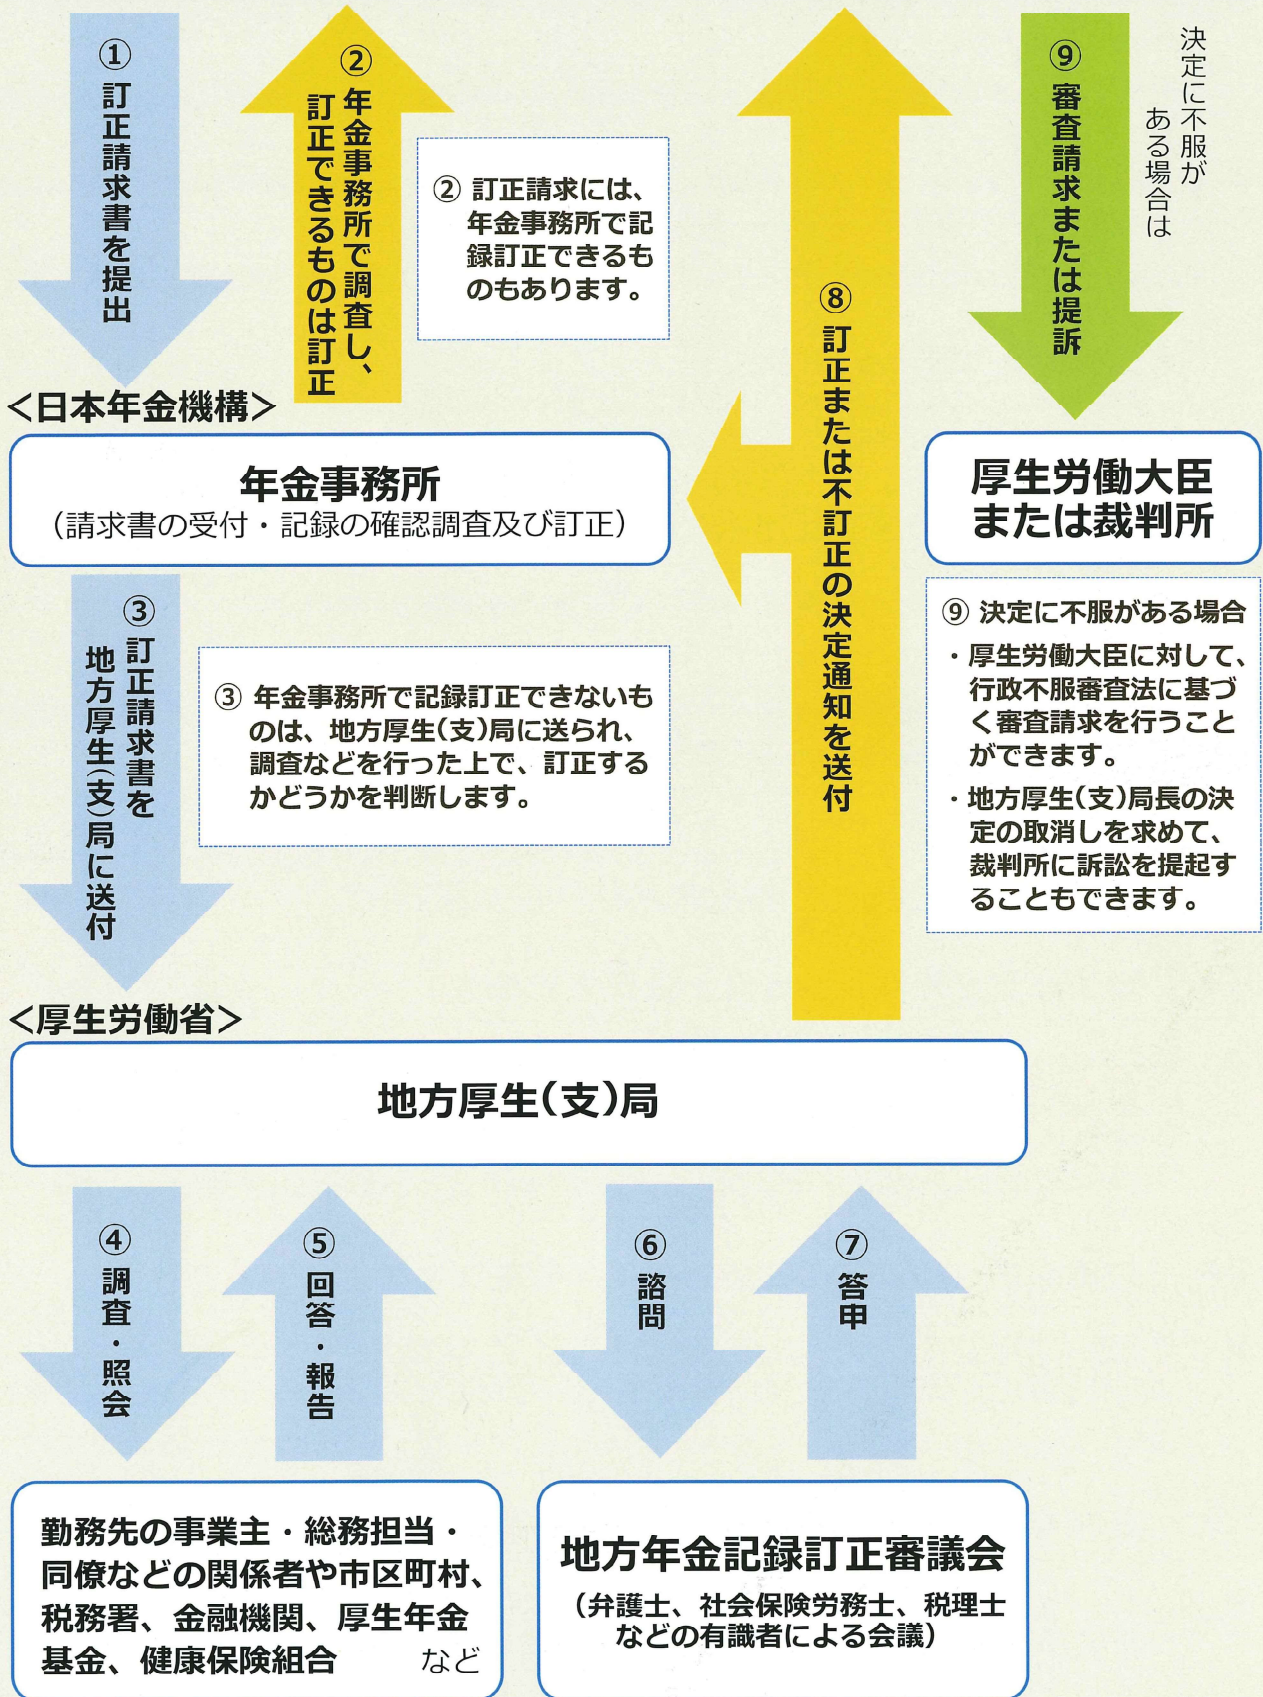 ① 訂正請求書を提出
② 年金事務所で調査し、
訂正できるものは訂正
② 訂正請求には、
年金事務所で記
録訂正できるも
のもあります。
⑧ 訂正または不訂正の決定通知を送付
⑨ 審査請求または提訴
決定に不服が
ある場合は
＜日本年金機構＞
年金事務所
（請求書の受付・記録の確認調査及び訂正）
厚生労働大臣
または裁判所
③ 訂正請求書を
地方厚生(支)局に送付
③ 年金事務所で記録訂正できないも
のは、地方厚生(支)局に送られ、
調査などを行った上で、訂正する
かどうかを判断します。
⑨ 決定に不服がある場合
・厚生労働大臣に対して、
行政不服審査法に基づ
く審査請求を行うこと
ができます。
・地方厚生(支)局長の決
定の取消しを求めて、
裁判所に訴訟を提起す
ることもできます。
＜厚生労働省＞
地方厚生(支)局
④ 調査・照会
⑤ 回答・報告
⑥ 諮問
⑦ 答申
勤務先の事業主・総務担当・
同僚などの関係者や市区町村、
税務署、金融機関、厚生年金
基金、健康保険組合 など
地方年金記録訂正審議会
（弁護士、社会保険労務士、税理士
などの有識者による会議）